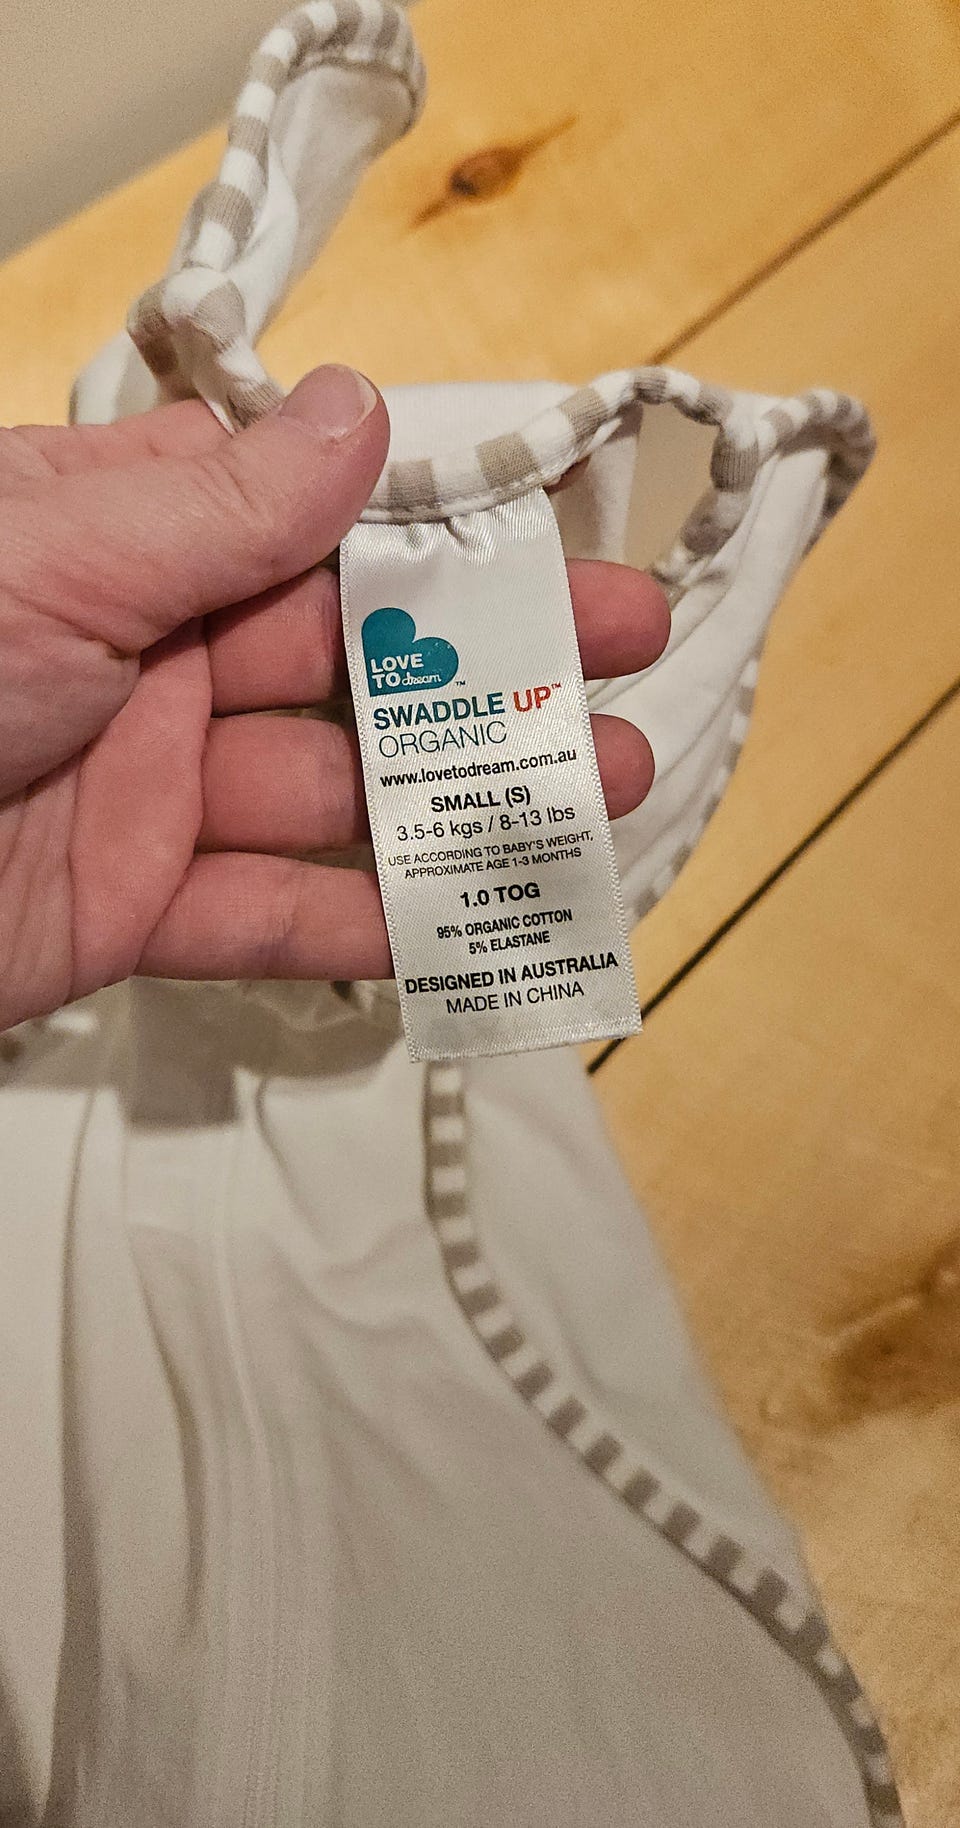 LOVE
TO dream ™
SWADDLE UP™
ORGANIC
www.lovetodream.com.au
SMALL (S)
3.5-6 kgs / 8-13 lbs
USE ACCORDING TO BABY'S WEIGHT,
APPROXIMATE AGE 1-3 MONTHS
1.0 TOG
95% ORGANIC COTTON
5% ELASTANE
DESIGNED IN AUSTRALIA
MADE IN CHINA